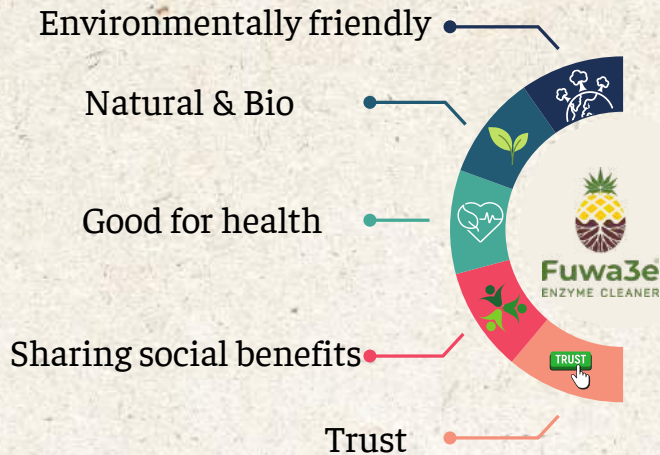 Environmentally friendly
Natural & Bio
Good for health
Fuwa3e®
ENZYME CLEANER
Sharing social benefits
TRUST
Trust